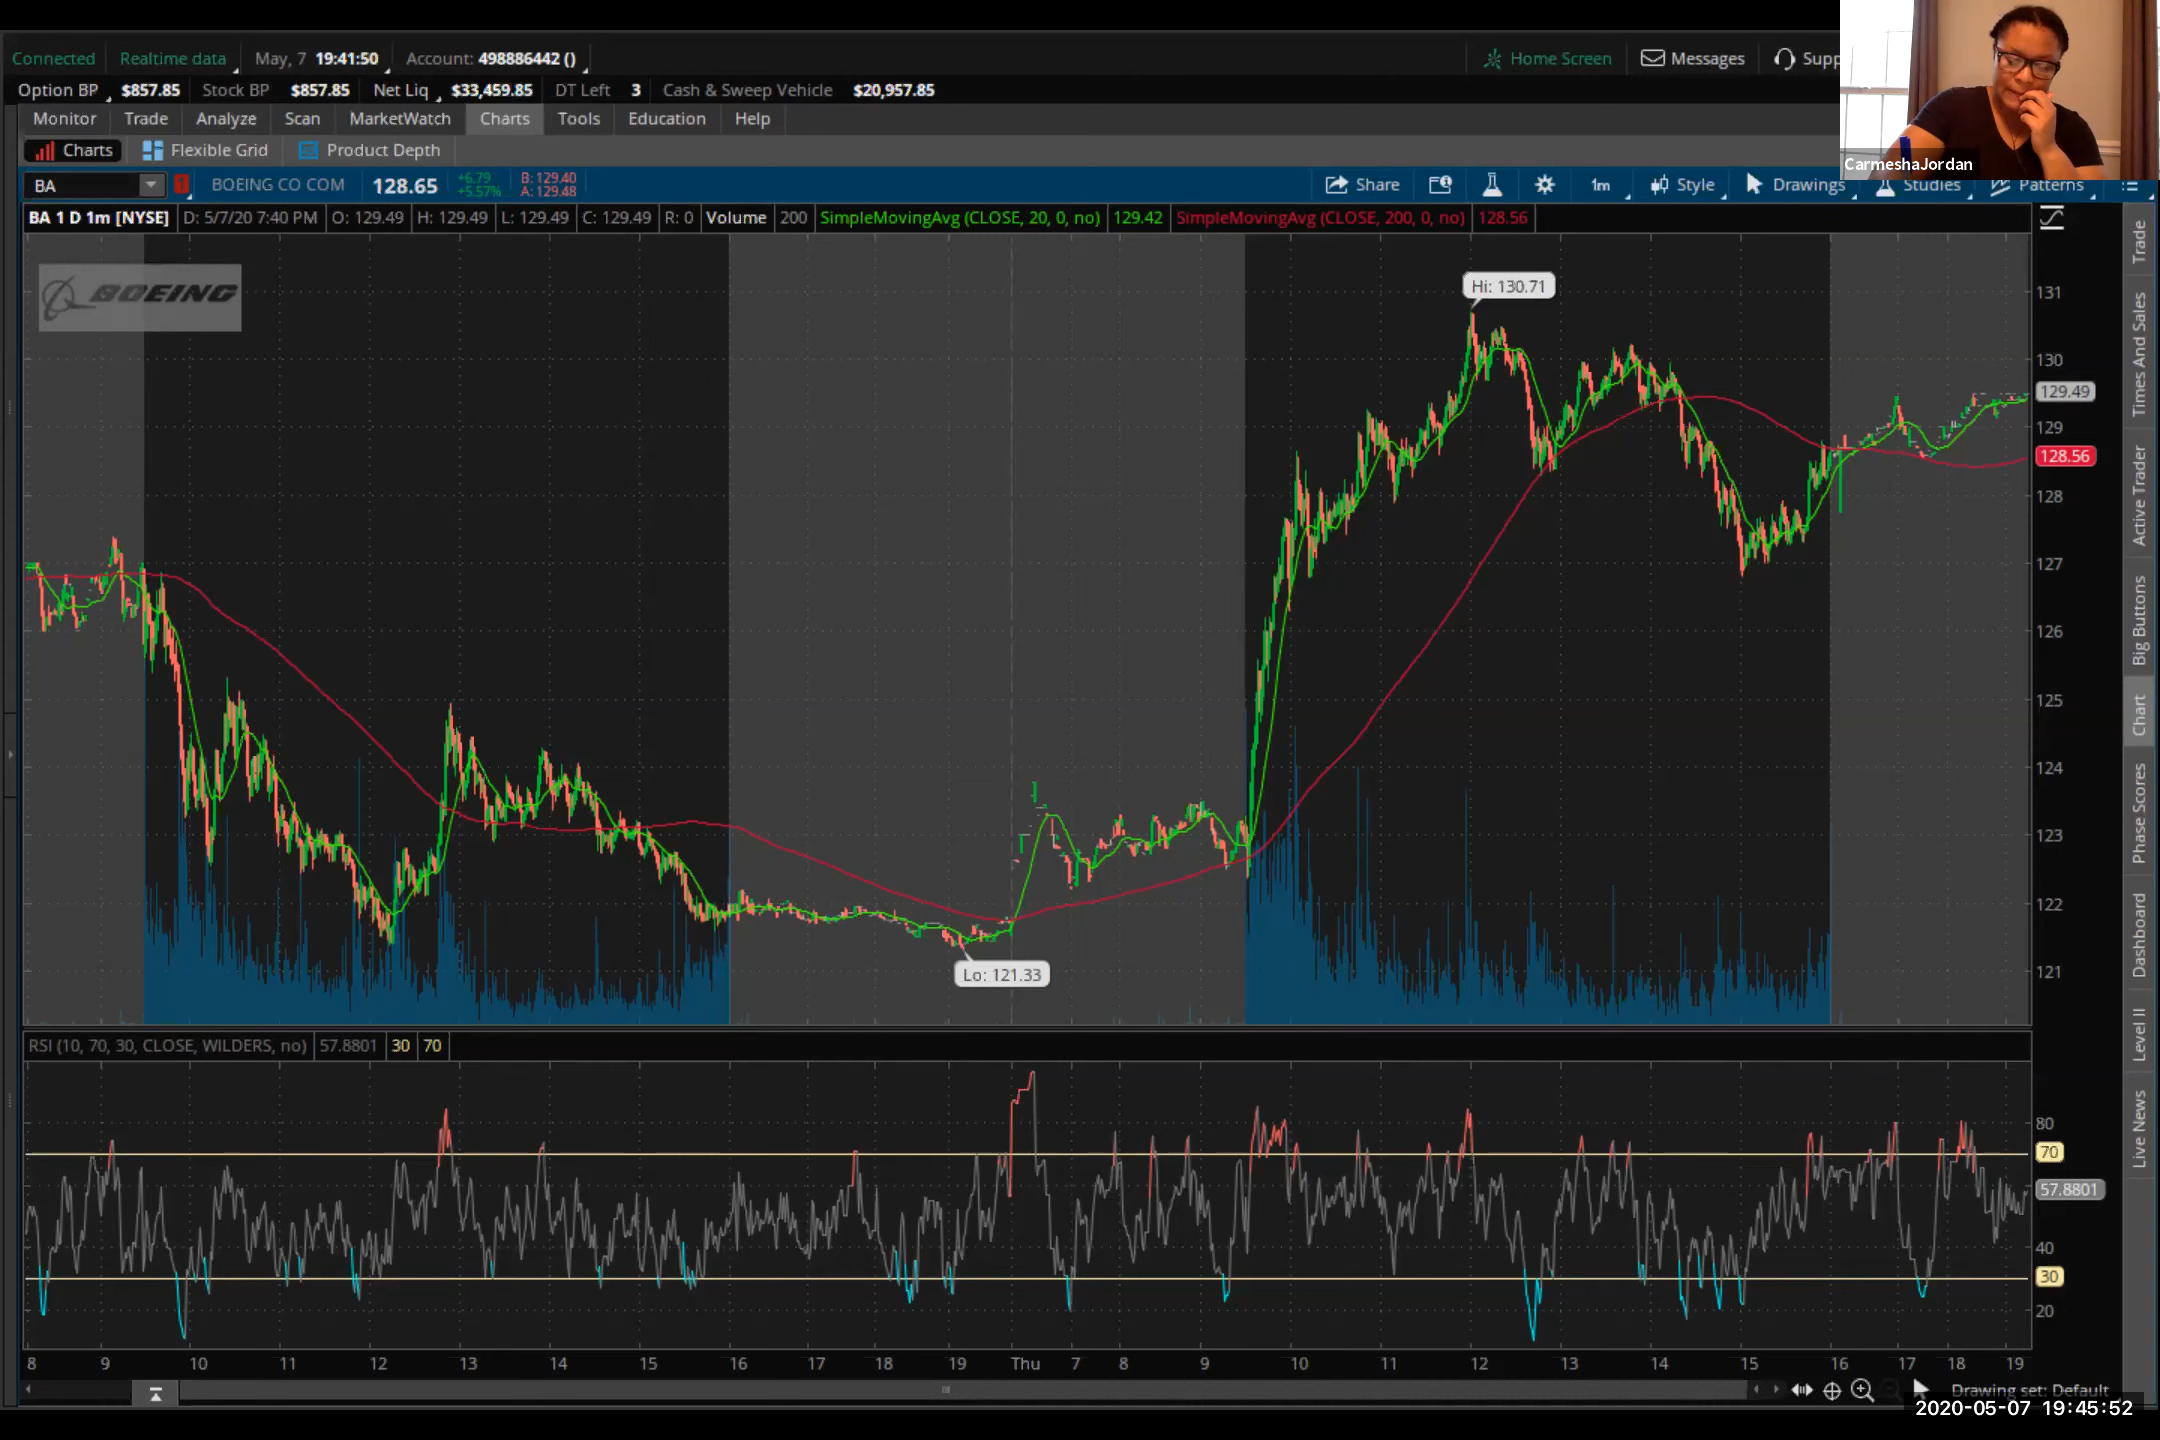 Connected Realtime data May, 7 19:41:50 Account: 498886442 () Home Screen Messages Supp
Option BP $857.85 Stock BP $857.85 Net Liq $33,459.85 DT Left 3 Cash & Sweep Vehicle $20,957.85
Monitor Trade Analyze Scan MarketWatch Charts Tools Education Help
Charts Flexible Grid Product Depth
CarmeshaJordan
BA 1 BOEING CO COM 128.65 +6.79 +5.57% B: 129.40 A: 129.48 Share 1m Style Drawings Studies Patterns
BA 1 D 1m [NYSE] D: 5/7/20 7:40 PM O: 129.49 H: 129.49 L: 129.49 C: 129.49 R: 0 Volume 200 SimpleMovingAvg (CLOSE, 20, 0, no) 129.42 SimpleMovingAvg (CLOSE, 200, 0, no) 128.56
BOEING
Hi: 130.71
Lo: 121.33
131
130
129.49
129
128.56
128
127
126
125
124
123
122
121
RSI (10, 70, 30, CLOSE, WILDERS, no) 57.8801 30 70
80
70
57.8801
40
30
20
8 9 10 11 12 13 14 15 16 17 18 19 Thu 7 8 9 10 11 12 13 14 15 16 17 18 19
Drawing set: Default
2020-05-07 19:45:52
Trade
Times And Sales
Active Trader
Big Buttons
Chart
Phase Scores
Dashboard
Level II
Live News